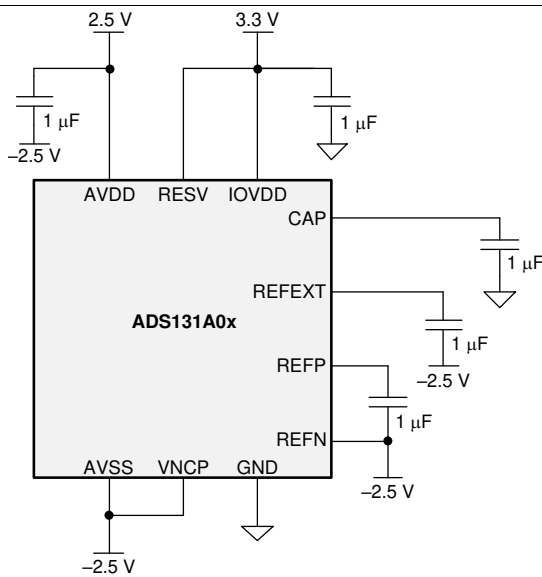 2.5 V
3.3 V
1 μF
–2.5 V
1 μF
AVDD
RESV
IOVDD
CAP
1 μF
REFEXT
ADS131A0x
1 μF
–2.5 V
REFP
1 μF
REFN
–2.5 V
AVSS
VNCP
GND
–2.5 V